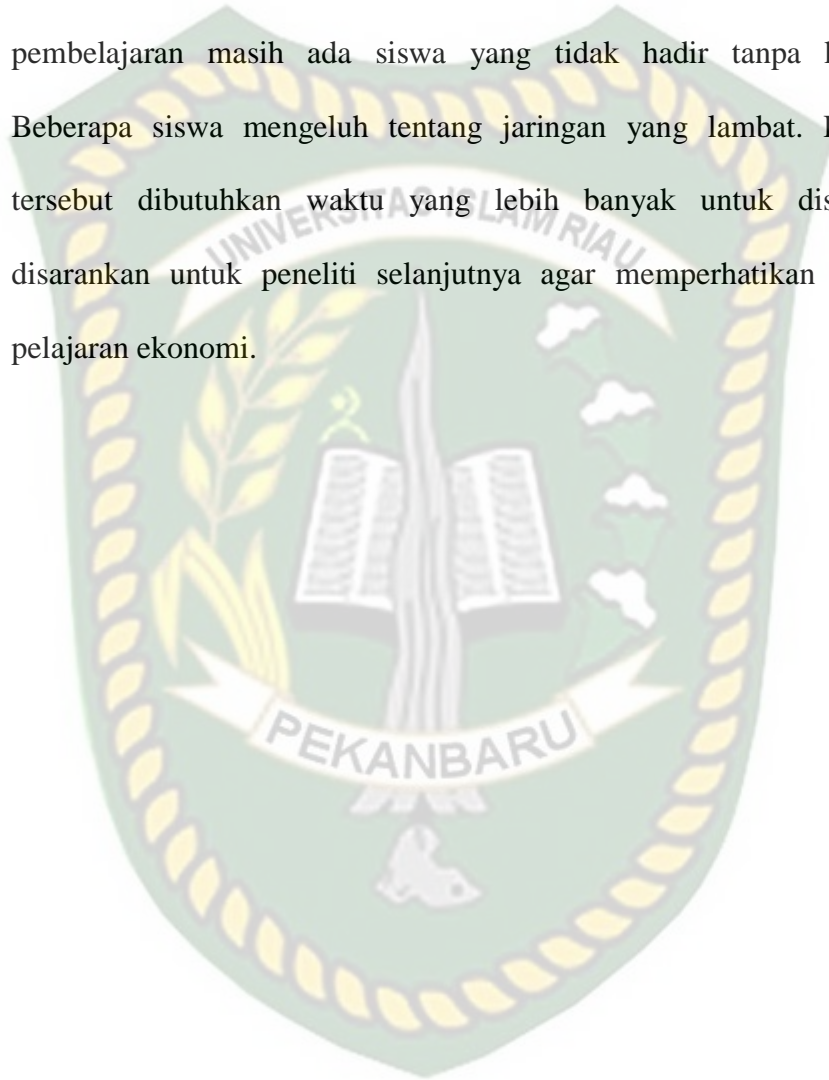 pembelajaran masih ada siswa yang tidak hadir tanpa
Beberapa siswa mengeluh tentang jaringan yang lambat.
tersebut dibutuhkan waktu yang lebih banyak untuk
disarankan untuk peneliti selanjutnya agar memperhatikan
pelajaran ekonomi.
UNIVERSITAS ISLAM RIAU
PEKANBARU